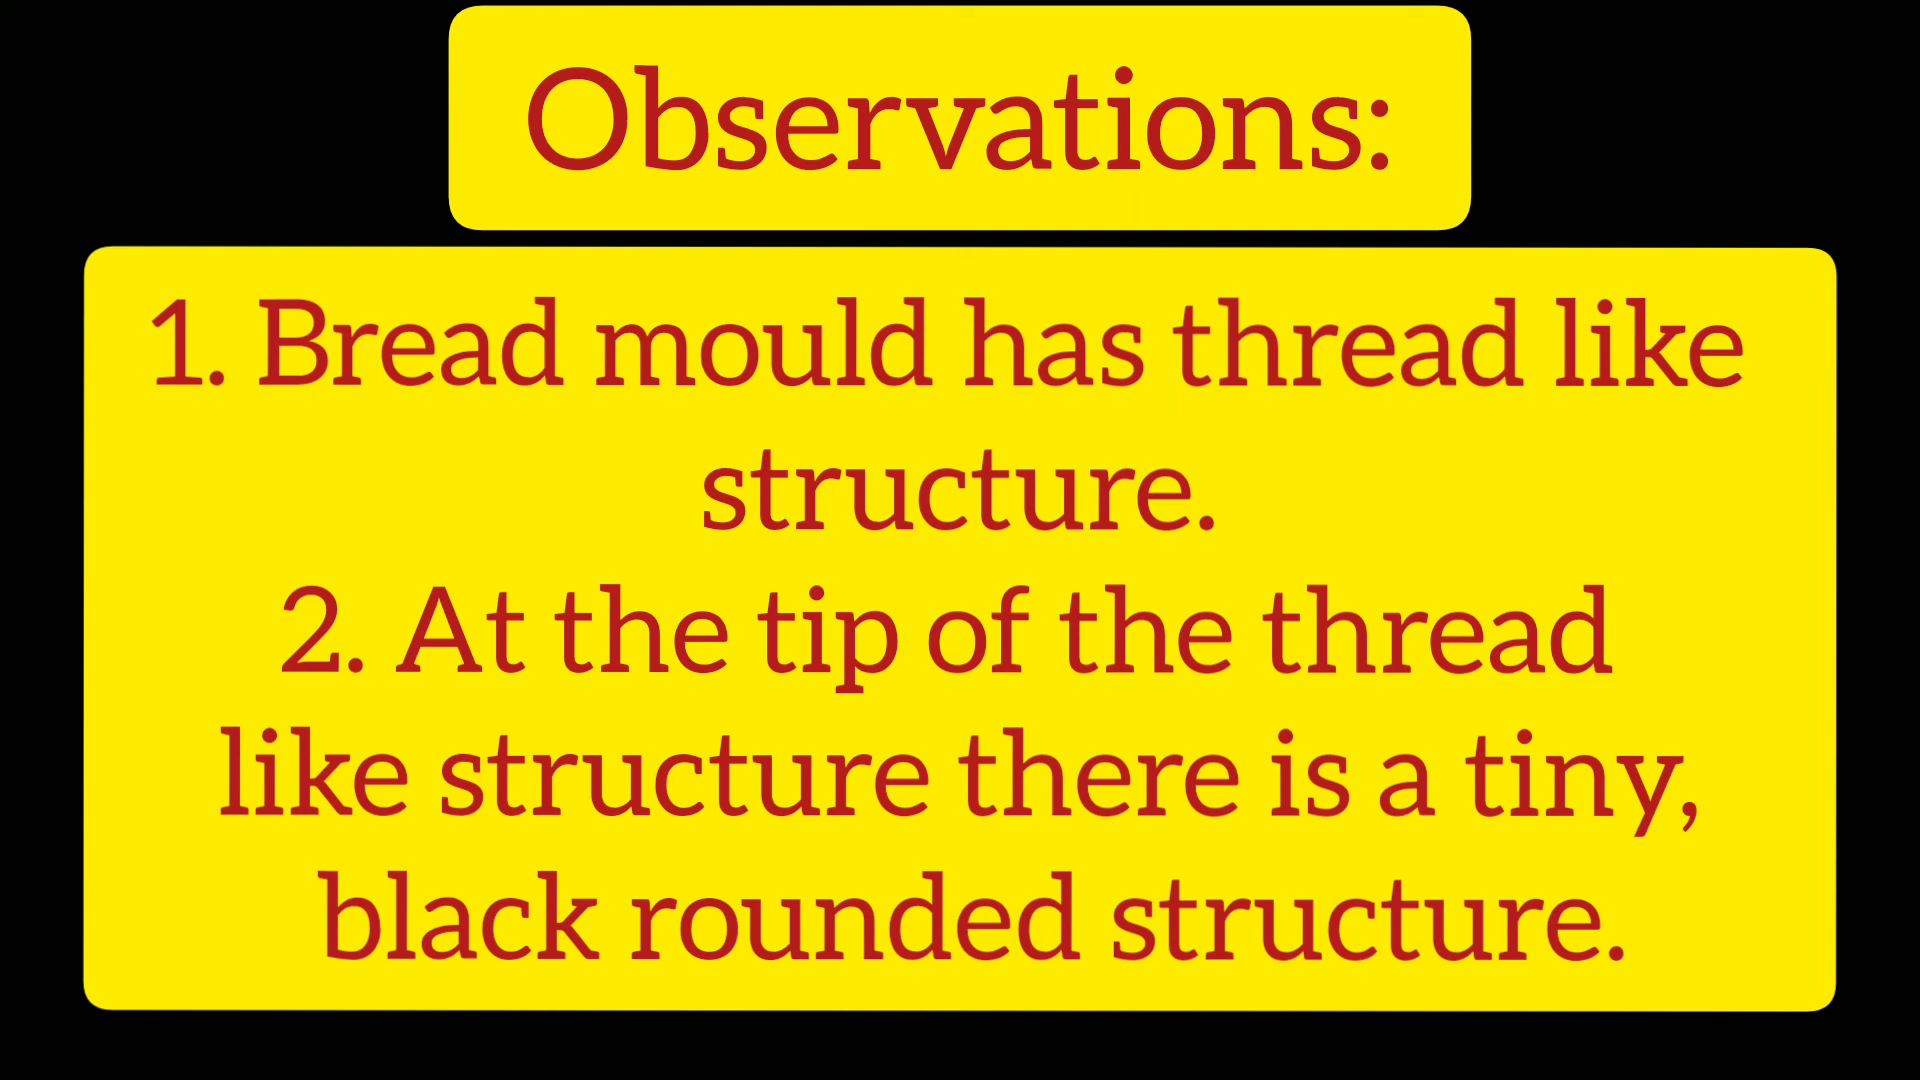 Observations:
1. Bread mould has thread like
structure.
2. At the tip of the thread
like structure there is a tiny,
black rounded structure.